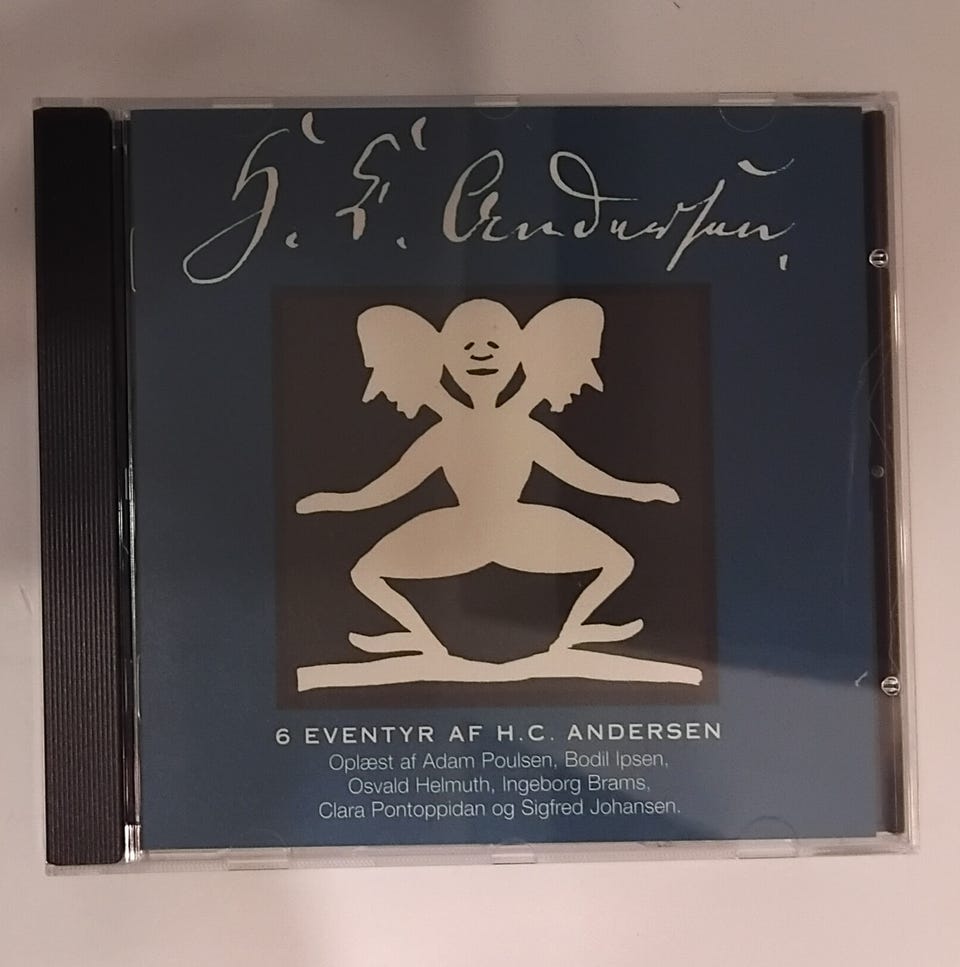 H. C. Andersen.
6 EVENTYR AF H.C. ANDERSEN
Oplæst af Adam Poulsen, Bodil Ipsen,
Osvald Helmuth, Ingeborg Brams,
Clara Pontoppidan og Sigfred Johansen.